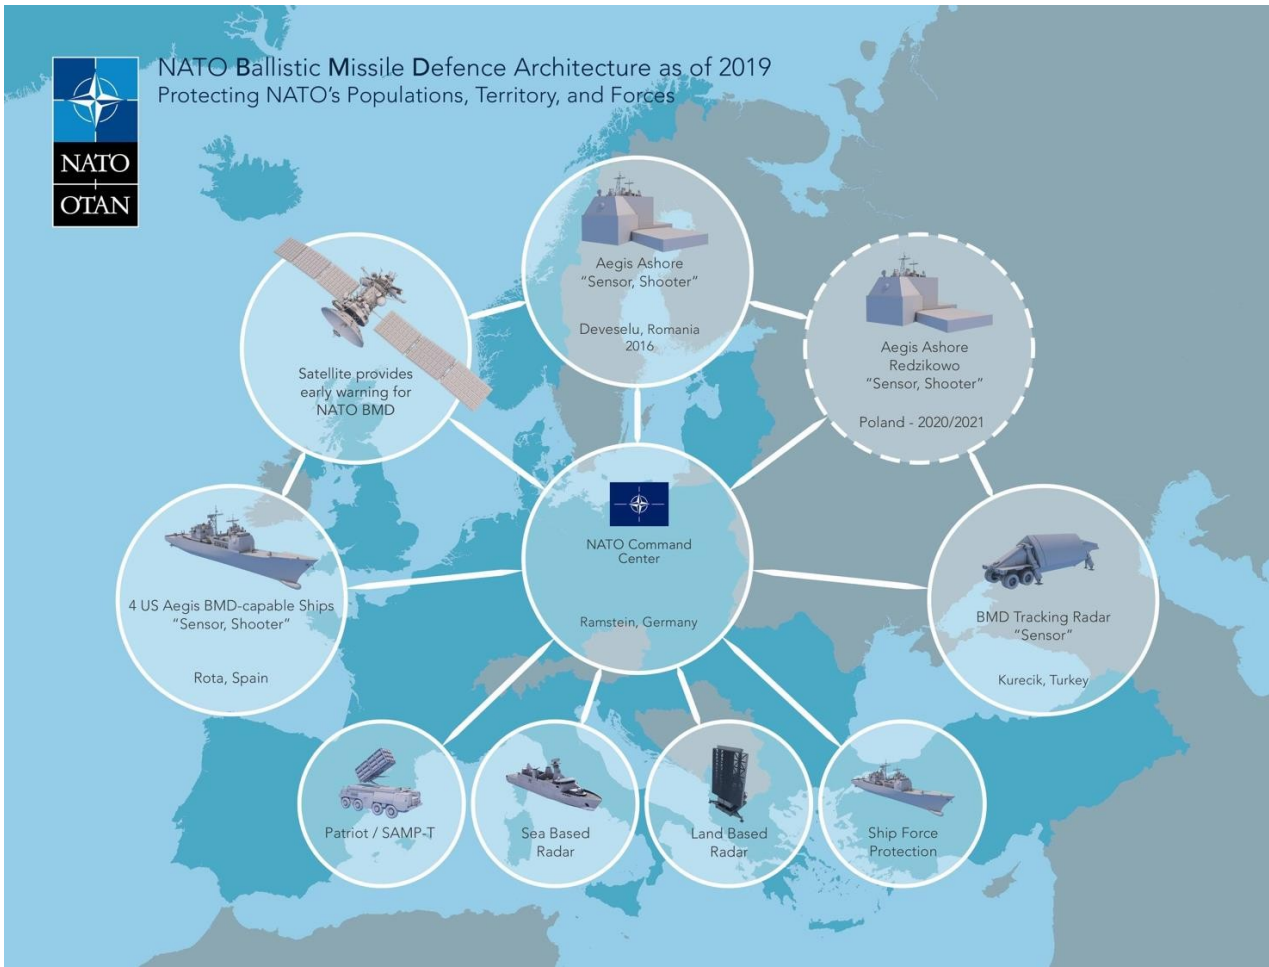 NATO Ballistic Missile Defence Architecture as of 2019
Protecting NATO's Populations, Territory, and Forces
NATO
OTAN
Aegis Ashore
"Sensor, Shooter"
Deveselu, Romania
2016
Satellite provides
early warning for
NATO BMD
Aegis Ashore
Redzikowo
"Sensor, Shooter"
Poland - 2020/2021
NATO Command
Center
Ramstein, Germany
4 US Aegis BMD-capable Ships
"Sensor, Shooter"
Rota, Spain
BMD Tracking Radar
"Sensor"
Kurecik, Turkey
Patriot / SAMP-T
Sea Based
Radar
Land Based
Radar
Ship Force
Protection